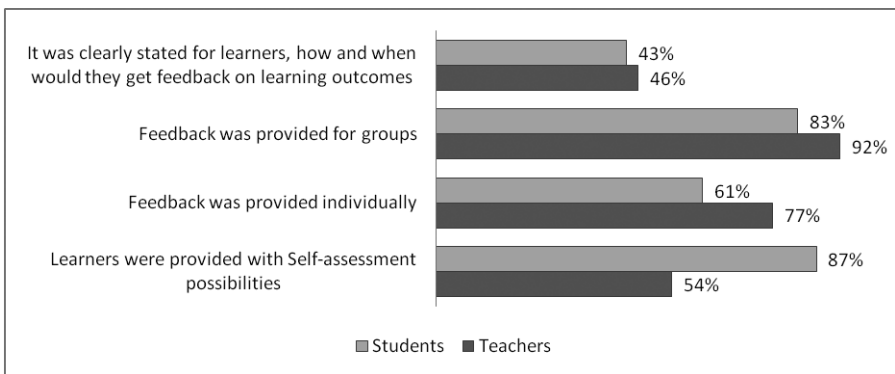 It was clearly stated for learners, how and when
would they get feedback on learning outcomes
43%
46%
Feedback was provided for groups
83%
92%
Feedback was provided individually
61%
77%
Learners were provided with Self-assessment
possibilities
87%
54%
Students Teachers